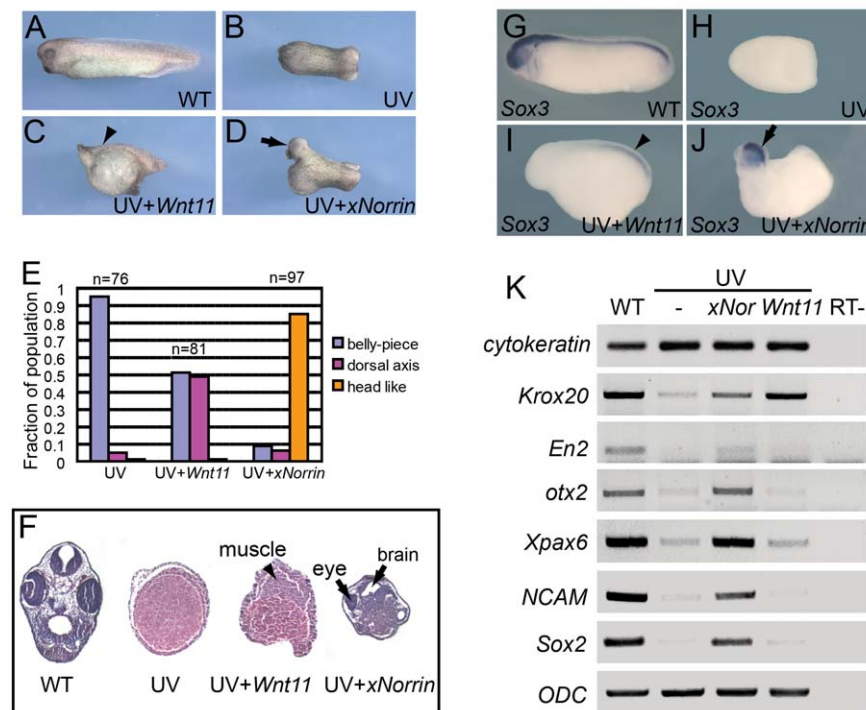 A
WT
B
UV
C
UV+Wnt11
D
UV+xNorrin
E
Fraction of population
1
0.9
0.8
0.7
0.6
0.5
0.4
0.3
0.2
0.1
0
n=76
n=81
n=97
UV
UV+Wnt11
UV+xNorrin
belly-piece
dorsal axis
head like
F
muscle
eye
brain
WT
UV
UV+Wnt11
UV+xNorrin
G
Sox3
WT
H
Sox3
UV
I
Sox3
UV+Wnt11
J
Sox3
UV+xNorrin
K
UV
WT - xNor Wnt11 RT-
cytokeratin
Krox20
En2
otx2
Xpax6
NCAM
Sox2
ODC